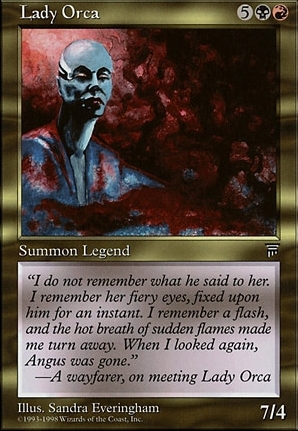 Lady Orca 5
Summon Legend
"I do not remember what he said to her.
I remember her fiery eyes, fixed upon
him for an instant. I remember a flash,
and the hot breath of sudden flames made
me turn away. When I looked again,
Angus was gone."
—A wayfarer, on meeting Lady Orca
Illus. Sandra Everingham
©1993-1998 Wizards of the Coast, Inc. All rights reserved.
7/4